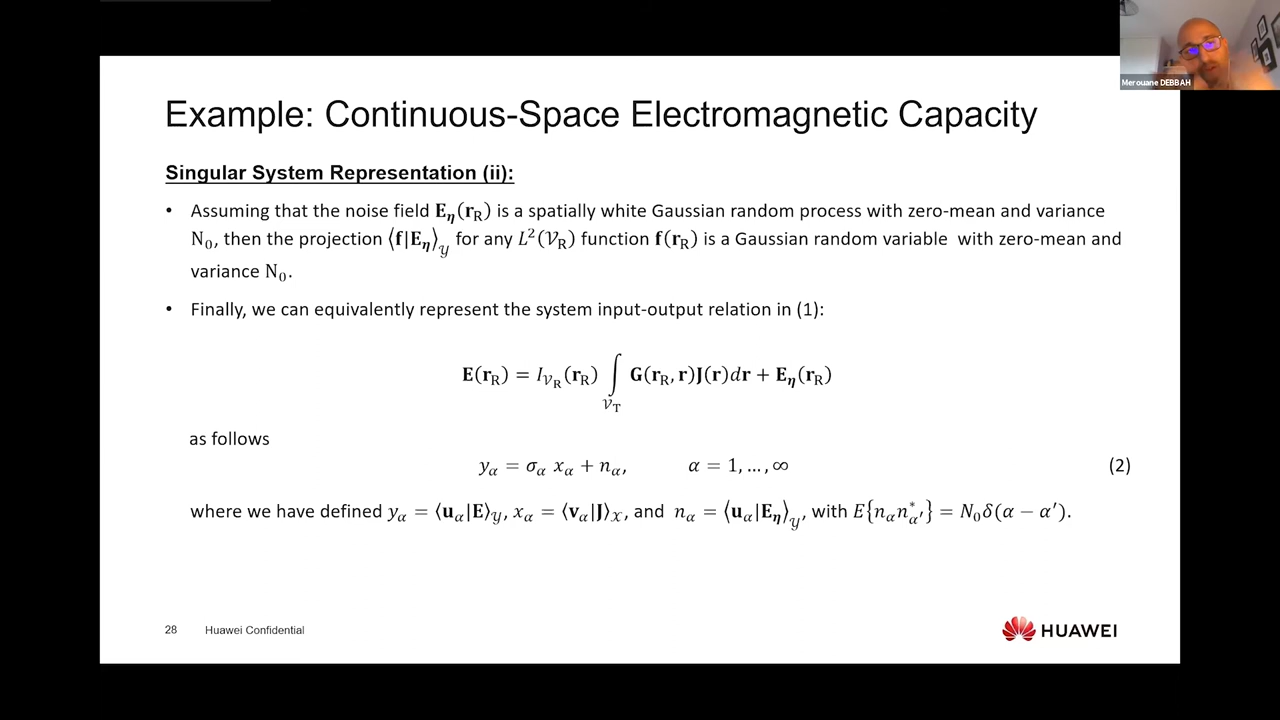 Merouane DEBBAH
Example: Continuous-Space Electromagnetic Capacity
Singular System Representation (ii):
• Assuming that the noise field 𝐄_𝛈(𝐫_R) is a spatially white Gaussian random process with zero-mean and variance
N₀, then the projection ⟨𝐟|𝐄_𝛈⟩_𝒴 for any L²(𝒱_R) function 𝐟(𝐫_R) is a Gaussian random variable with zero-mean and
variance N₀.
• Finally, we can equivalently represent the system input-output relation in (1):
𝐄(𝐫_R) = I_{𝒱_R}(𝐫_R) ∫_{𝒱_T} 𝐆(𝐫_R, 𝐫)𝐉(𝐫)d𝐫 + 𝐄_𝛈(𝐫_R)
as follows
y_α = σ_α x_α + n_α, α = 1, … , ∞ (2)
where we have defined y_α = ⟨𝐮_α|𝐄⟩_𝒴, x_α = ⟨𝐯_α|𝐉⟩_𝒳, and n_α = ⟨𝐮_α|𝐄_𝛈⟩_𝒴, with E{n_α n*_α′} = N₀δ(α − α′).
28 Huawei Confidential
HUAWEI